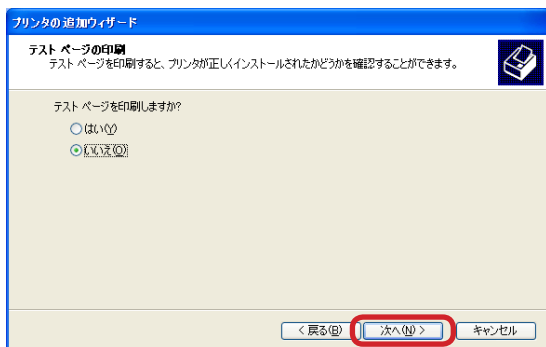 プリンタの追加ウィザード
テスト ページの印刷
テスト ページを印刷すると、プリンタが正しくインストールされたかどうかを確認することができます。
テスト ページを印刷しますか?
はい(Y)
いいえ(O)
< 戻る(B) 次へ(N) > キャンセル